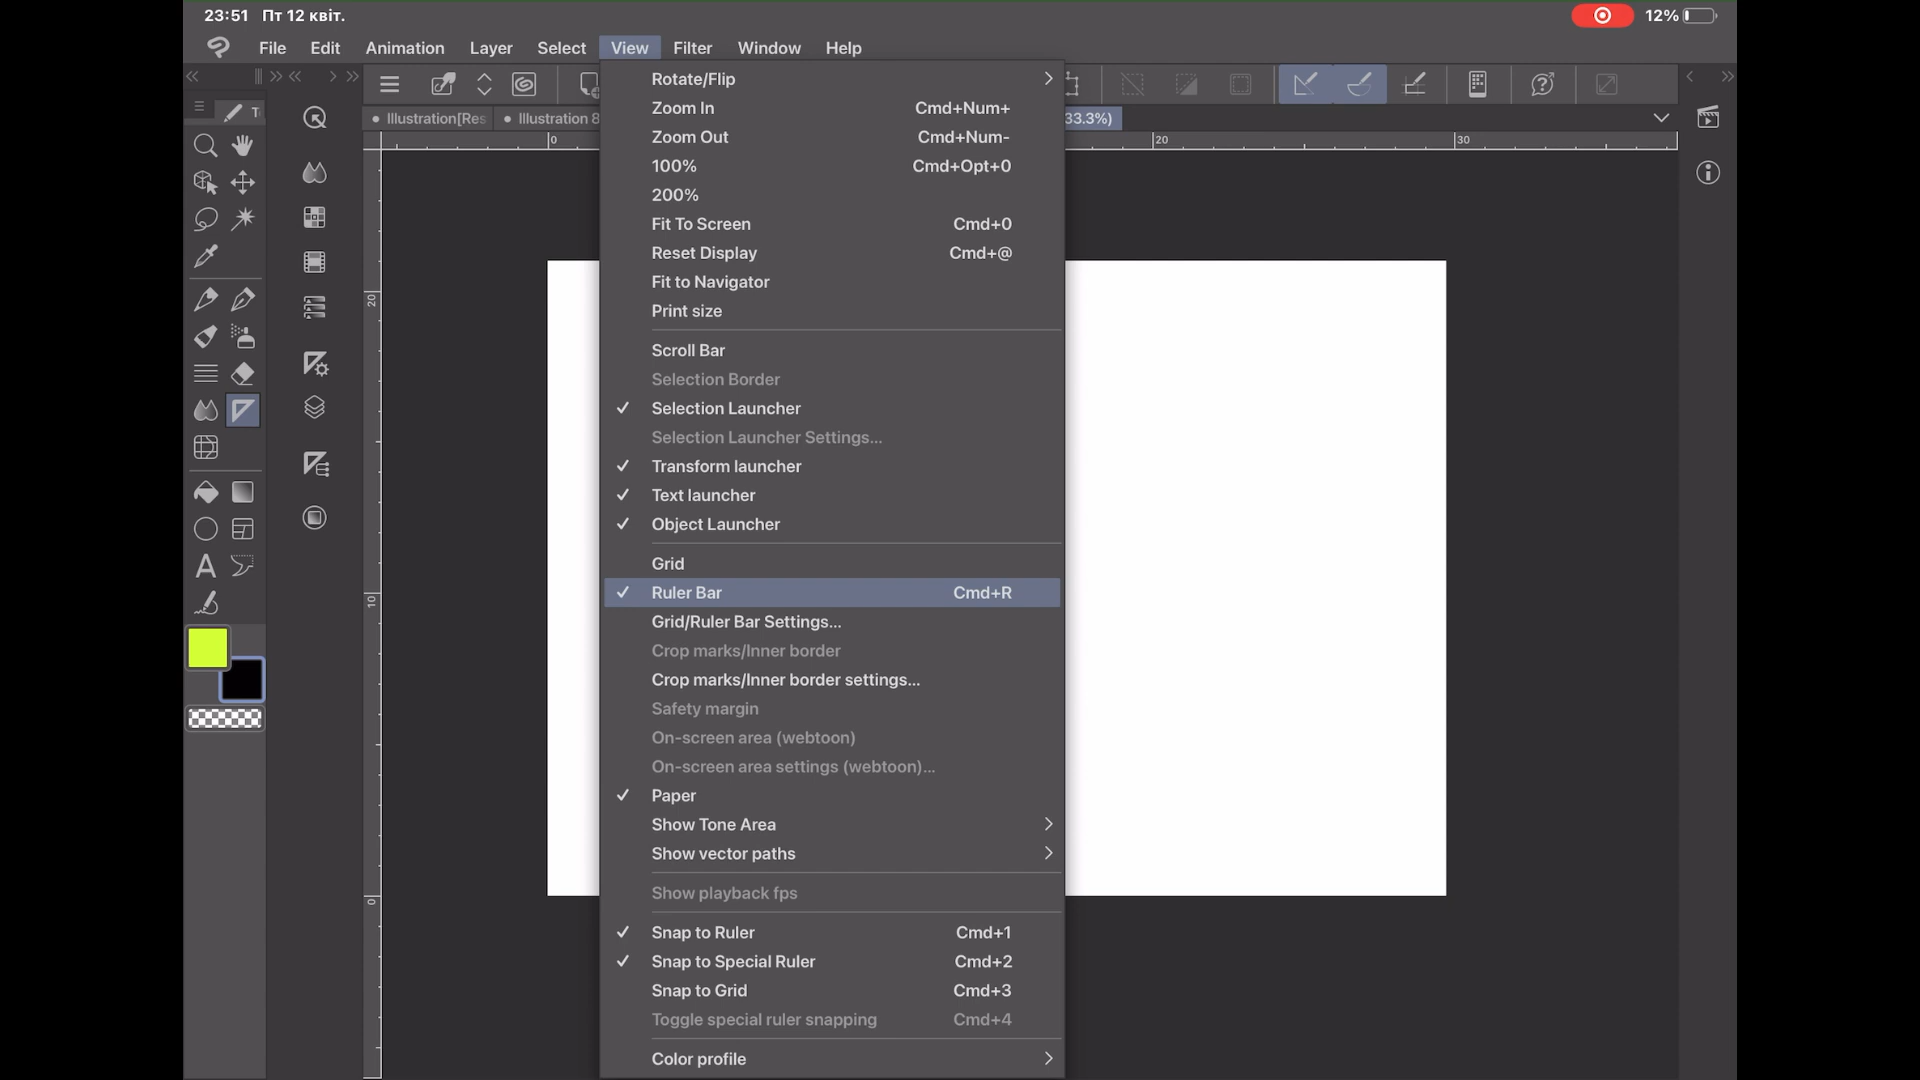 23:51 Пт 12 квіт.
12%
File Edit Animation Layer Select View Filter Window Help
Illustration[Res
Illustration 8
33.3%)
0 20 30
20
10
0
Rotate/Flip
Zoom In Cmd+Num+
Zoom Out Cmd+Num-
100% Cmd+Opt+0
200%
Fit To Screen Cmd+0
Reset Display Cmd+@
Fit to Navigator
Print size
Scroll Bar
Selection Border
Selection Launcher
Selection Launcher Settings...
Transform launcher
Text launcher
Object Launcher
Grid
Ruler Bar Cmd+R
Grid/Ruler Bar Settings...
Crop marks/Inner border
Crop marks/Inner border settings...
Safety margin
On-screen area (webtoon)
On-screen area settings (webtoon)...
Paper
Show Tone Area
Show vector paths
Show playback fps
Snap to Ruler Cmd+1
Snap to Special Ruler Cmd+2
Snap to Grid Cmd+3
Toggle special ruler snapping Cmd+4
Color profile